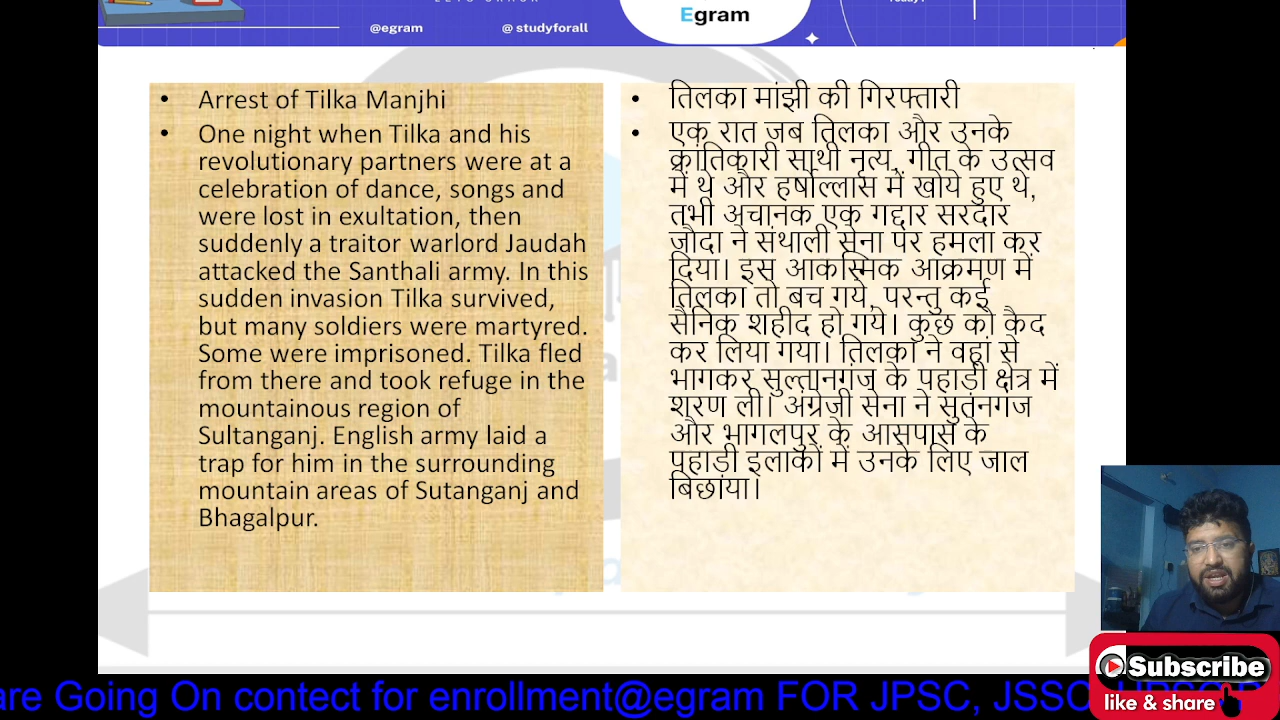 Egram
@egram
@ studyforall
Arrest of Tilka Manjhi
One night when Tilka and his
revolutionary partners were at a
celebration of dance, songs and
were lost in exultation, then
suddenly a traitor warlord Jaudah
attacked the Santhali army. In this
sudden invasion Tilka survived,
but many soldiers were martyred.
Some were imprisoned. Tilka fled
from there and took refuge in the
mountainous region of
Sultanganj. English army laid a
trap for him in the surrounding
mountain areas of Sutanganj and
Bhagalpur.
तिलका मांझी की गिरफ्तारी
एक रात जब तिलका और उनके
क्रांतिकारी साथी नृत्य, गीत के उत्सव
में थे और हर्षोल्लास में खोये हुए थे,
तभी अचानक एक गद्दार सरदार
जौदा ने संथाली सेना पर हमला कर
दिया। इस आकस्मिक आक्रमण में
तिलका तो बच गये, परन्तु कई
सैनिक शहीद हो गये। कुछ को कैद
कर लिया गया। तिलका ने वहां से
भागकर सुल्तानगंज के पहाडी क्षेत्र में
शरण ली। अंग्रेजी सेना ने सुतनगंज
और भागलपुर के आसपास के
पहाडी इलाकों में उनके लिए जाल
बिछाया।
Subscribe
like & share
are Going On contect for enrollment@egram FOR JPSC, JSSC